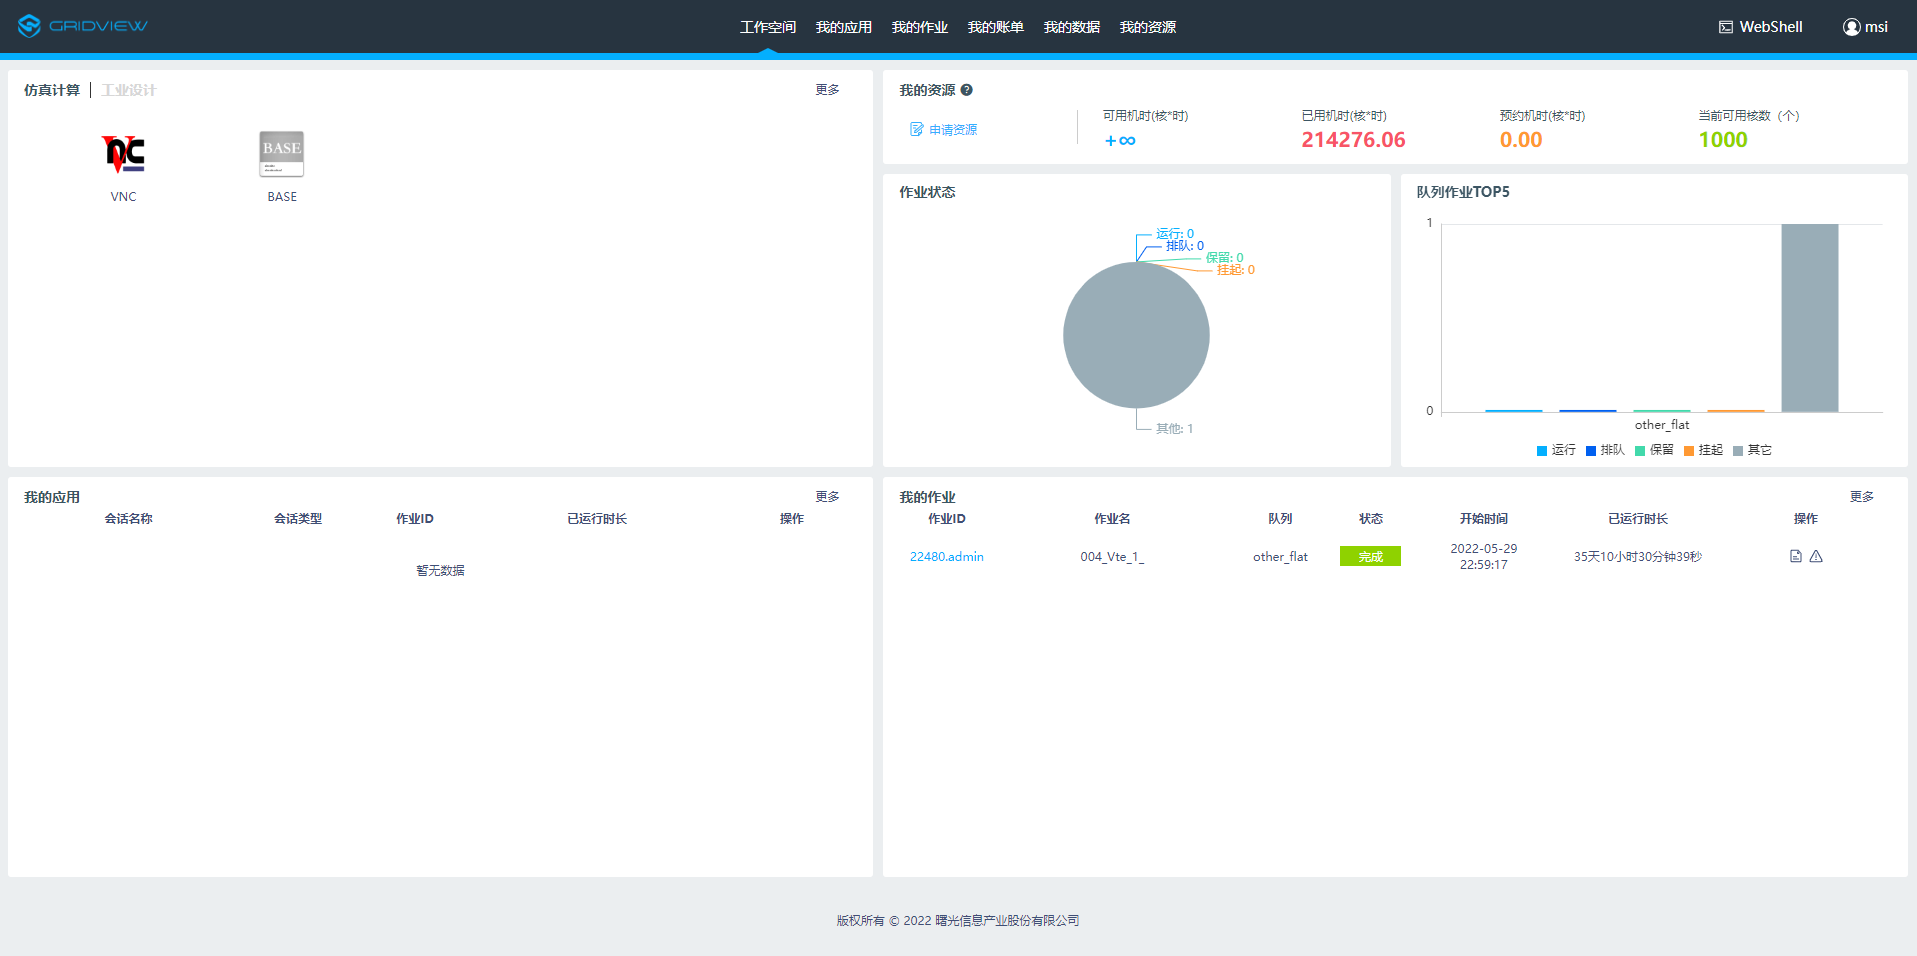 GRIDVIEW
工作空间 我的应用 我的作业 我的账单 我的数据 我的资源
WebShell
msi
仿真计算 | 工业设计
更多
VNC
VNC
BASE
BASE
我的资源
申请资源
可用机时(核*时) 已用机时(核*时) 预约机时(核*时) 当前可用核数（个）
+∞ 214276.06 0.00 1000
作业状态
运行: 0
排队: 0
保留: 0
挂起: 0
其他: 1
队列作业TOP5
1
0
other_flat
运行 排队 保留 挂起 其它
我的应用
更多
会话名称 会话类型 作业ID 已运行时长 操作
暂无数据
我的作业
更多
作业ID 作业名 队列 状态 开始时间 已运行时长 操作
22480.admin 004_Vte_1_ other_flat 完成 2022-05-29 22:59:17 35天10小时30分钟39秒
版权所有 © 2022 曙光信息产业股份有限公司